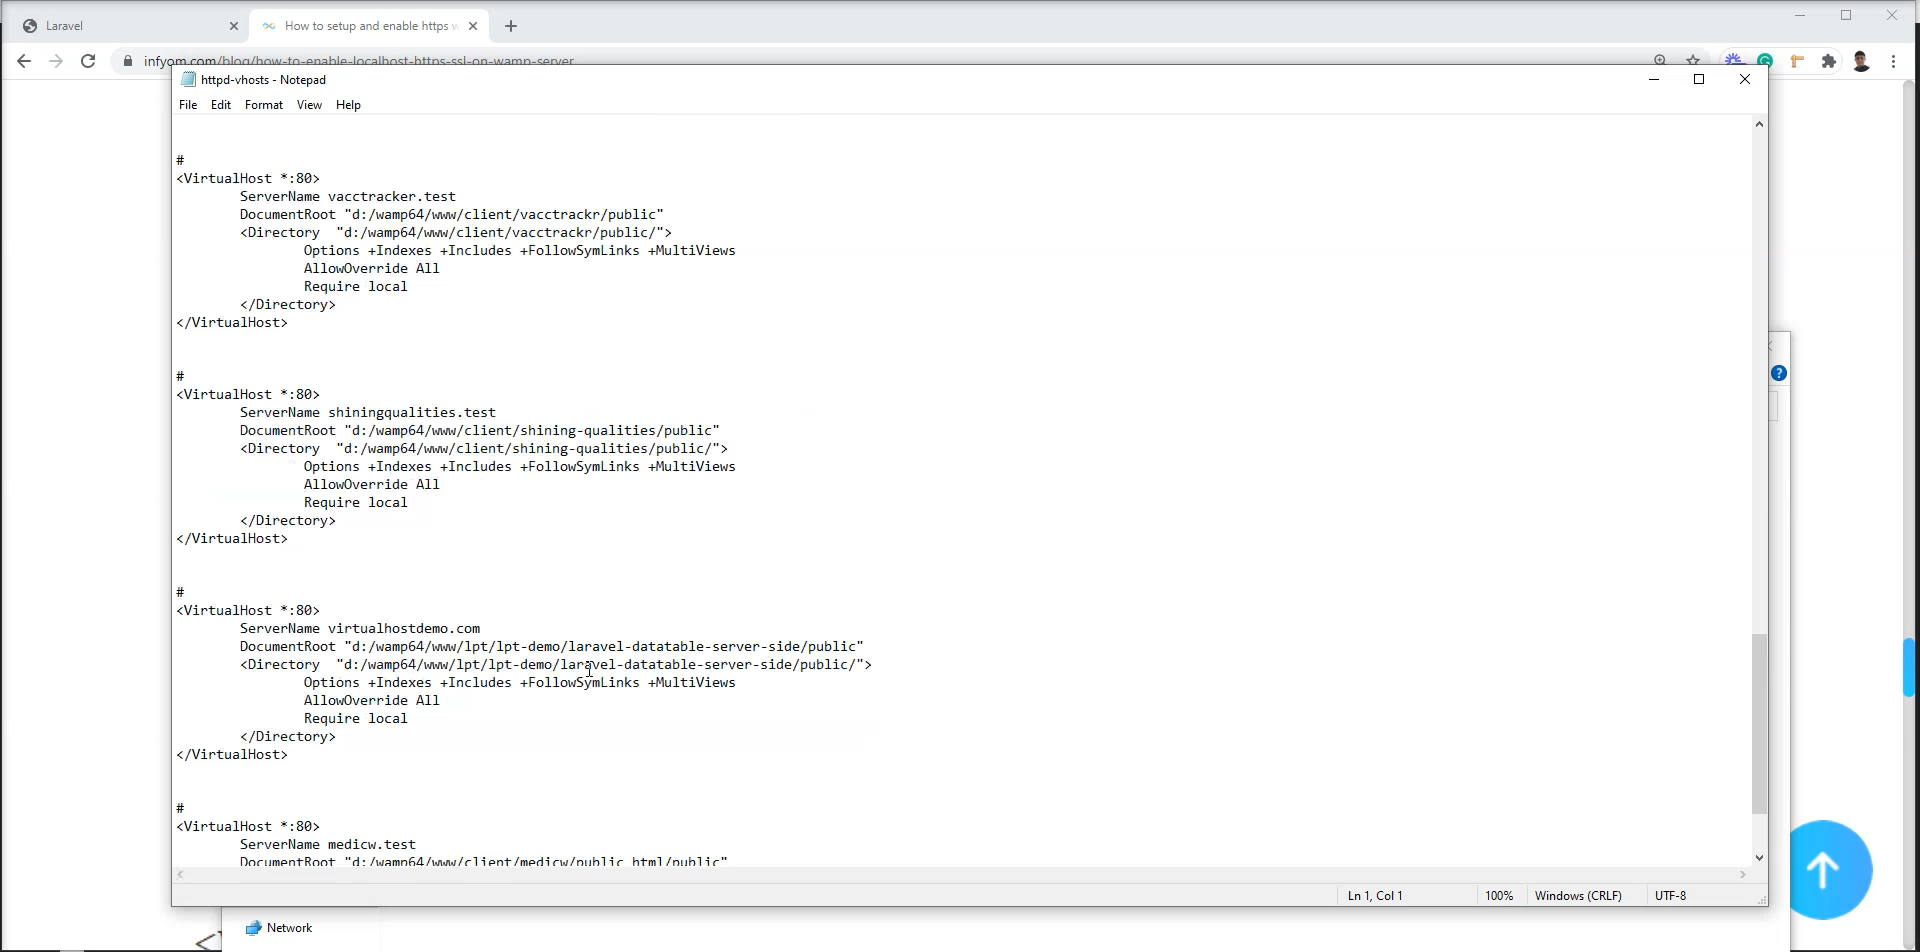 Laravel
How to setup and enable https w
infyom.com/blog/how-to-enable-localhost-https-ssl-on-wamp-server
httpd-vhosts - Notepad
File Edit Format View Help
#
<VirtualHost *:80>
ServerName vacctracker.test
DocumentRoot "d:/wamp64/www/client/vacctrackr/public"
<Directory  "d:/wamp64/www/client/vacctrackr/public/">
Options +Indexes +Includes +FollowSymLinks +MultiViews
AllowOverride All
Require local
</Directory>
</VirtualHost>
#
<VirtualHost *:80>
ServerName shiningqualities.test
DocumentRoot "d:/wamp64/www/client/shining-qualities/public"
<Directory  "d:/wamp64/www/client/shining-qualities/public/">
Options +Indexes +Includes +FollowSymLinks +MultiViews
AllowOverride All
Require local
</Directory>
</VirtualHost>
#
<VirtualHost *:80>
ServerName virtualhostdemo.com
DocumentRoot "d:/wamp64/www/lpt/lpt-demo/laravel-datatable-server-side/public"
<Directory  "d:/wamp64/www/lpt/lpt-demo/laravel-datatable-server-side/public/">
Options +Indexes +Includes +FollowSymLinks +MultiViews
AllowOverride All
Require local
</Directory>
</VirtualHost>
#
<VirtualHost *:80>
ServerName medicw.test
DocumentRoot "d:/wamp64/www/client/medicw/public_html/public"
Ln 1, Col 1 100% Windows (CRLF) UTF-8
Network